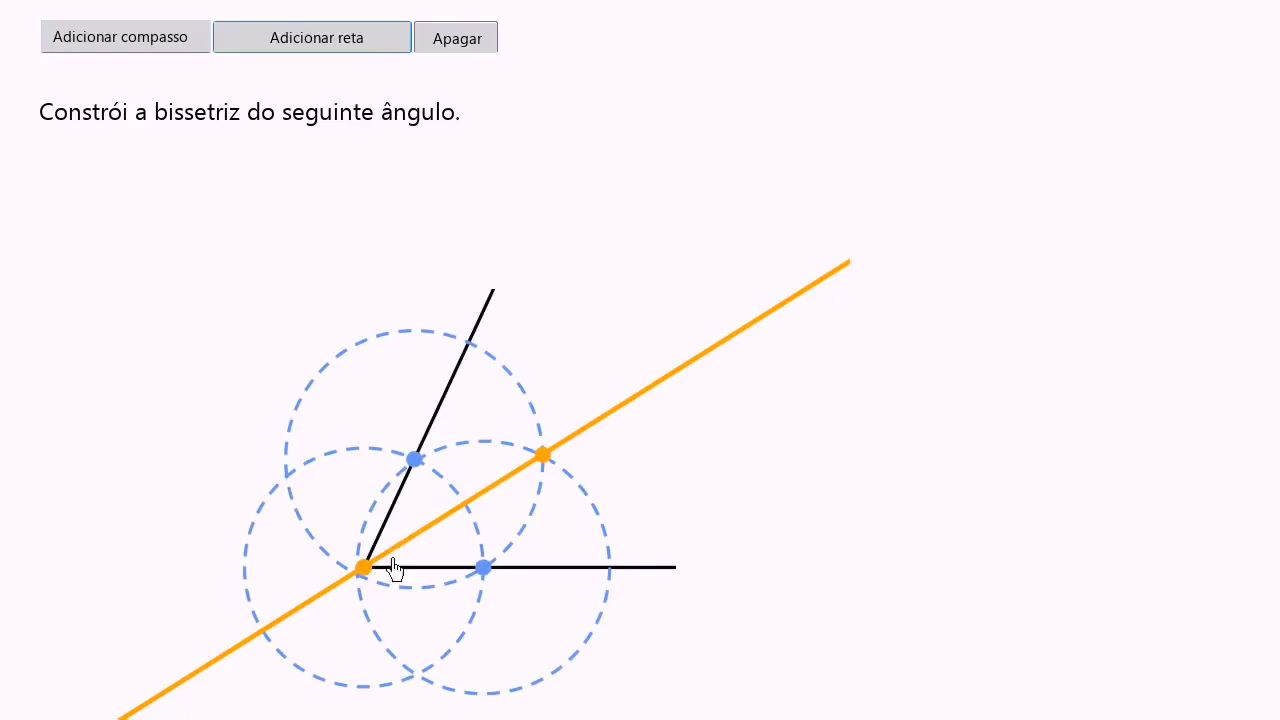 Adicionar compasso
Adicionar reta
Apagar
Constrói a bissetriz do seguinte ângulo.